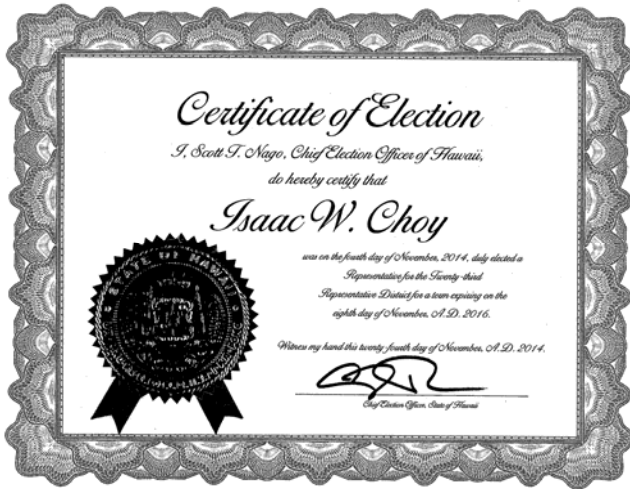 Certificate of Election
I, Scott T. Nago, Chief Election Officer of Hawaii,
do hereby certify that
Isaac W. Choy
was on the fourth day of November, 2014, duly elected a
Representative for the Twenty-third
Representative District for a term expiring on the
eighth day of November, A.D. 2016.
Witness my hand this twenty-fourth day of November, A.D. 2014.
Chief Election Officer, State of Hawaii
STATE OF HAWAII